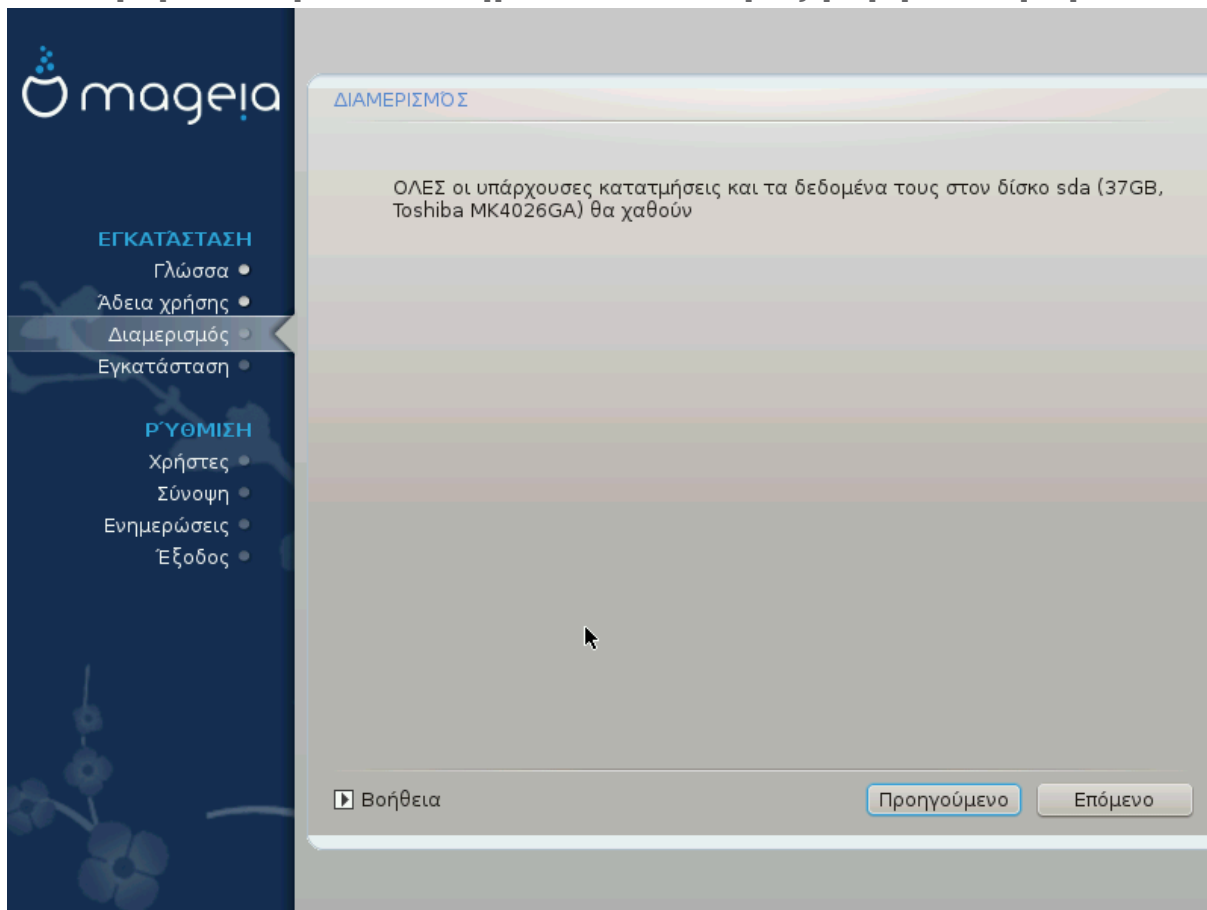 mageia
ΕΓΚΑΤΆΣΤΑΣΗ
Γλώσσα
Άδεια χρήσης
Διαμερισμός
Εγκατάσταση
ΡΎΘΜΙΣΗ
Χρήστες
Σύνοψη
Ενημερώσεις
Έξοδος
ΔΙΑΜΕΡΙΣΜΌΣ
ΟΛΕΣ οι υπάρχουσες κατατμήσεις και τα δεδομένα τους στον δίσκο sda (37GB,
Toshiba MK4026GA) θα χαθούν
Βοήθεια
Προηγούμενο
Επόμενο